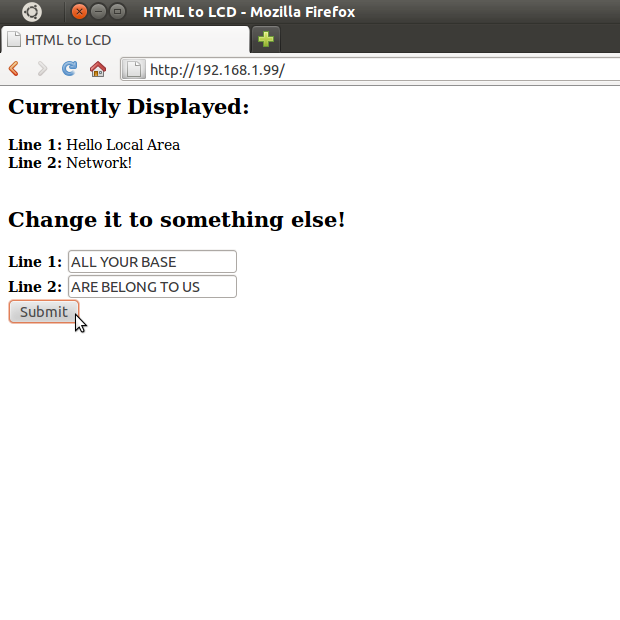 HTML to LCD - Mozilla Firefox
HTML to LCD
http://192.168.1.99/
Currently Displayed:
Line 1: Hello Local Area
Line 2: Network!
Change it to something else!
Line 1: ALL YOUR BASE
Line 2: ARE BELONG TO US
Submit